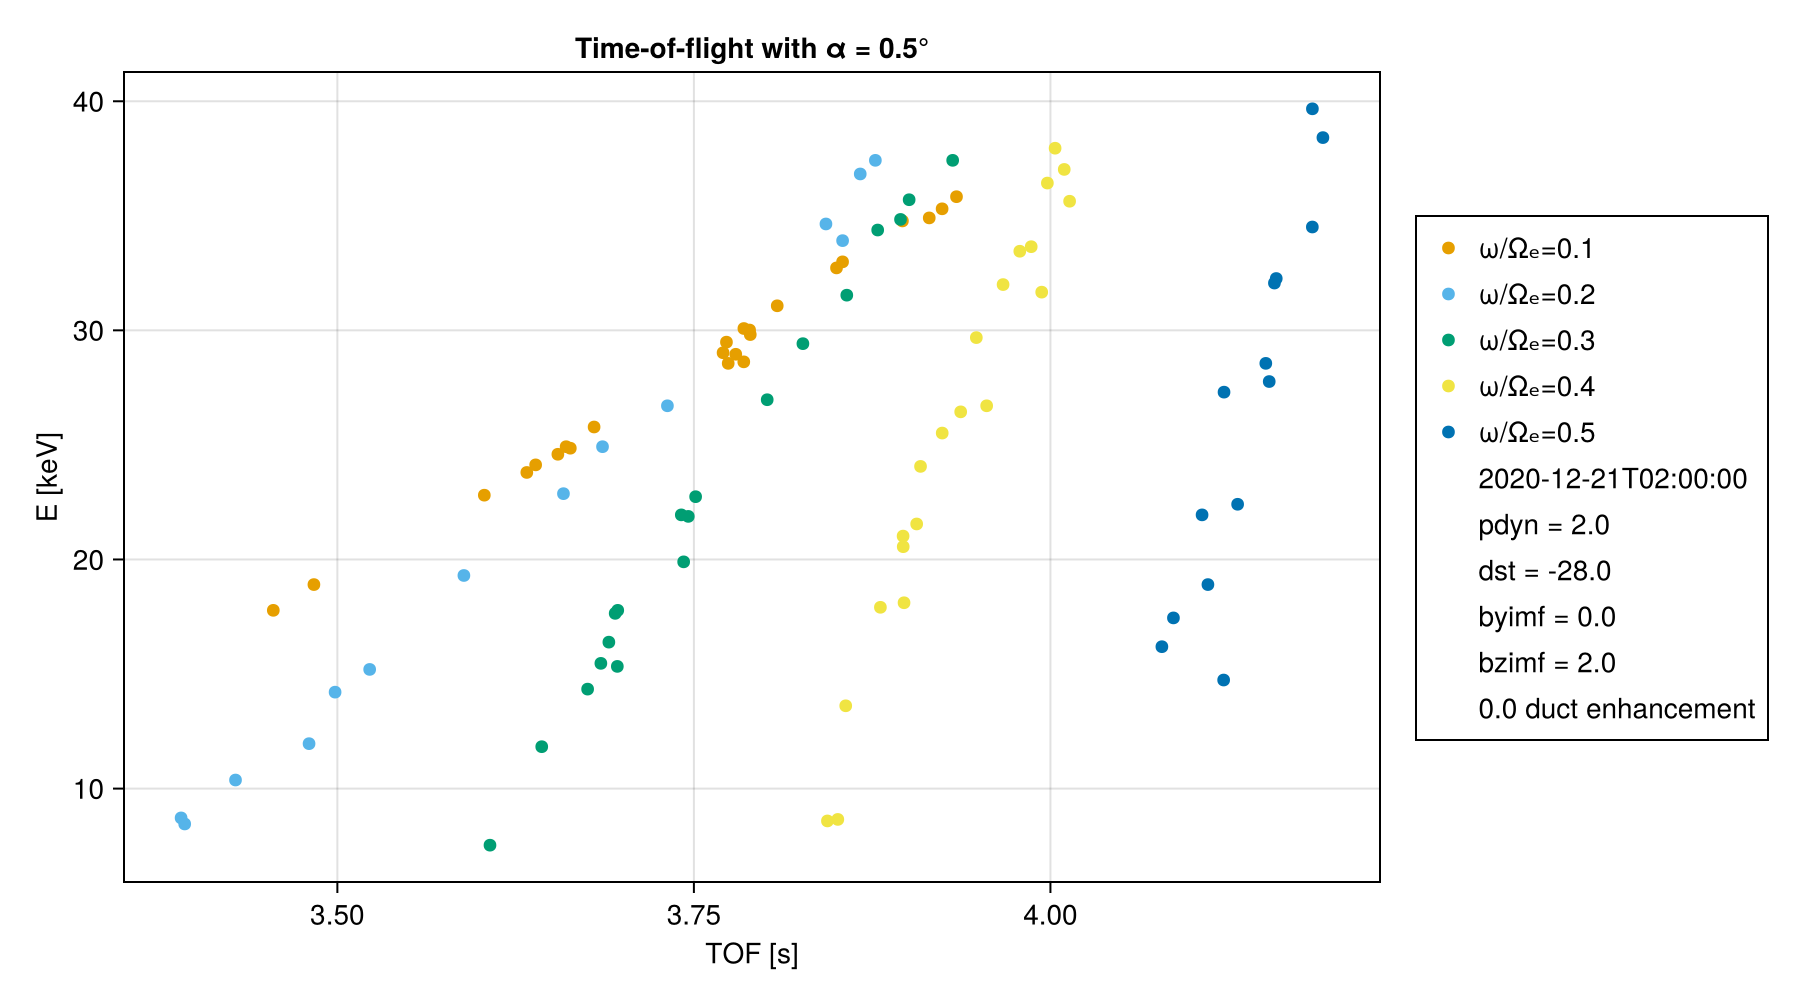 Time-of-flight with α = 0.5°
40
30
20
10
E [keV]
3.50 3.75 4.00
TOF [s]
ω/Ωₑ=0.1
ω/Ωₑ=0.2
ω/Ωₑ=0.3
ω/Ωₑ=0.4
ω/Ωₑ=0.5
2020-12-21T02:00:00
pdyn = 2.0
dst = -28.0
byimf = 0.0
bzimf = 2.0
0.0 duct enhancement